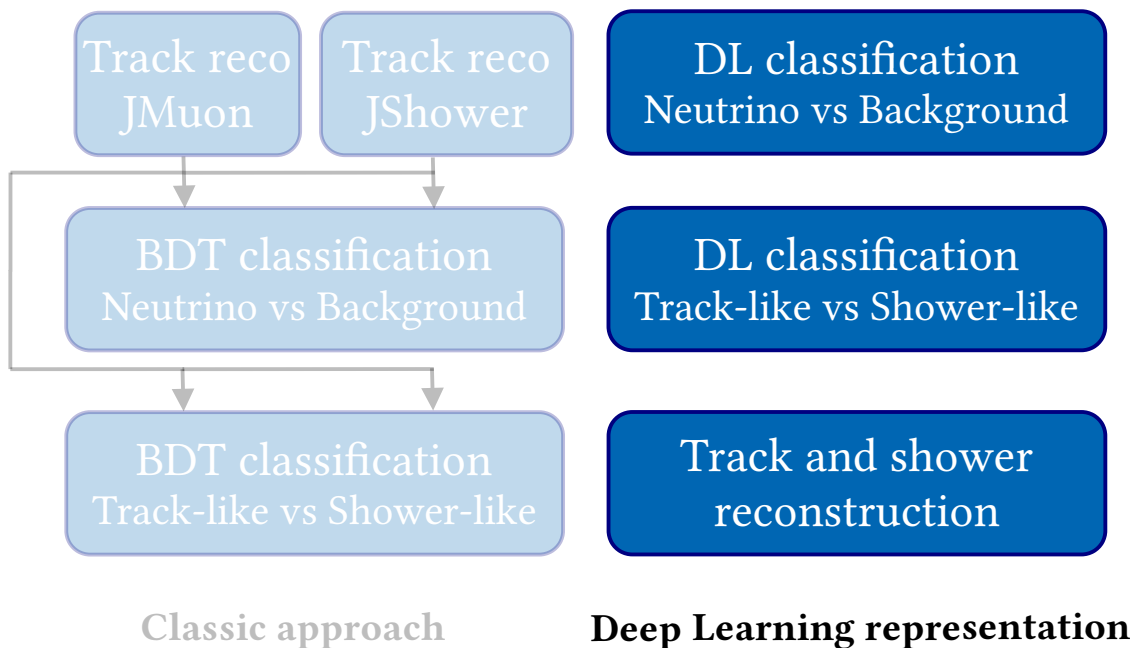 Track reco
JMuon
Track reco
JShower
DL classification
Neutrino vs Background
BDT classification
Neutrino vs Background
DL classification
Track-like vs Shower-like
BDT classification
Track-like vs Shower-like
Track and shower
reconstruction
Classic approach
Deep Learning representation